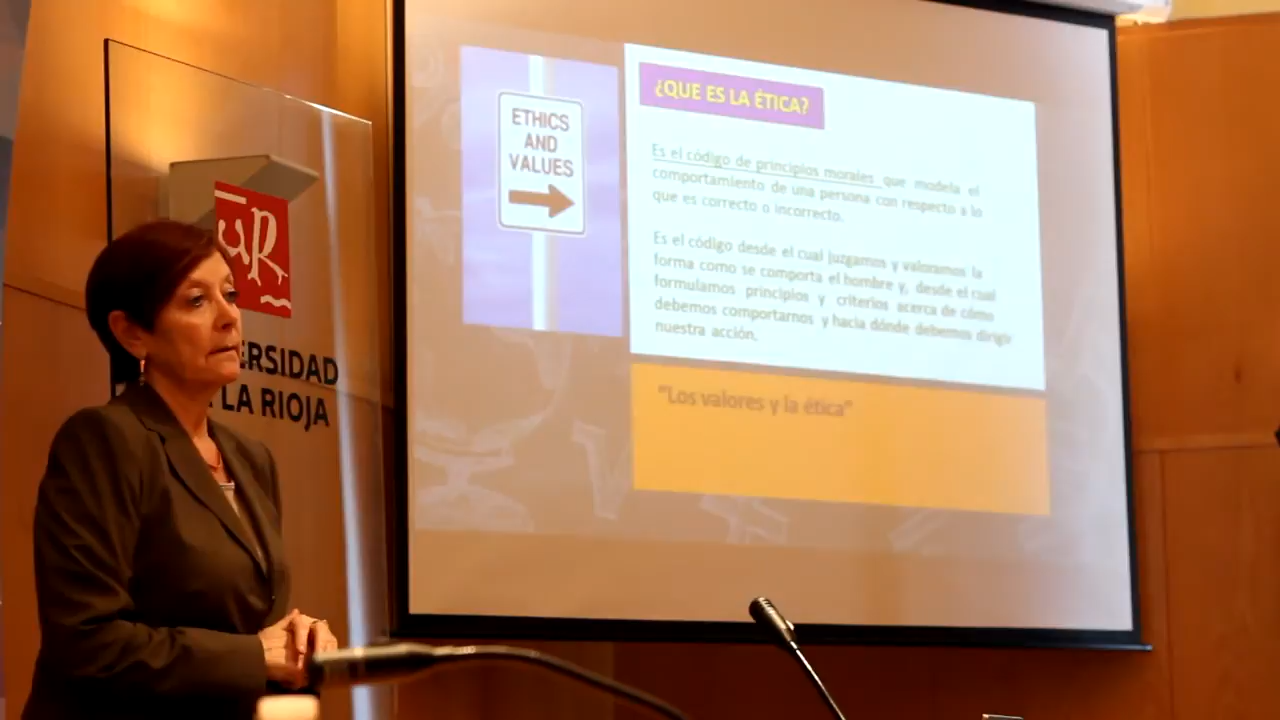 UR
ERSIDAD
LA RIOJA
ETHICS
AND
VALUES
¿QUE ES LA ÉTICA?
Es el código de principios morales que modela el
comportamiento de una persona con respecto a lo
que es correcto o incorrecto.
Es el código desde el cual juzgamos y valoramos la
forma como se comporta el hombre y, desde el cual
formulamos principios y criterios acerca de cómo
debemos comportarnos y hacia dónde debemos dirigir
nuestra acción.
"Los valores y la ética"